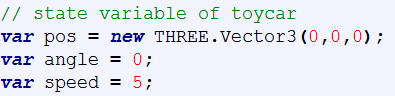 // state variable of toycar
var pos = new THREE.Vector3(0,0,0);
var angle = 0;
var speed = 5;